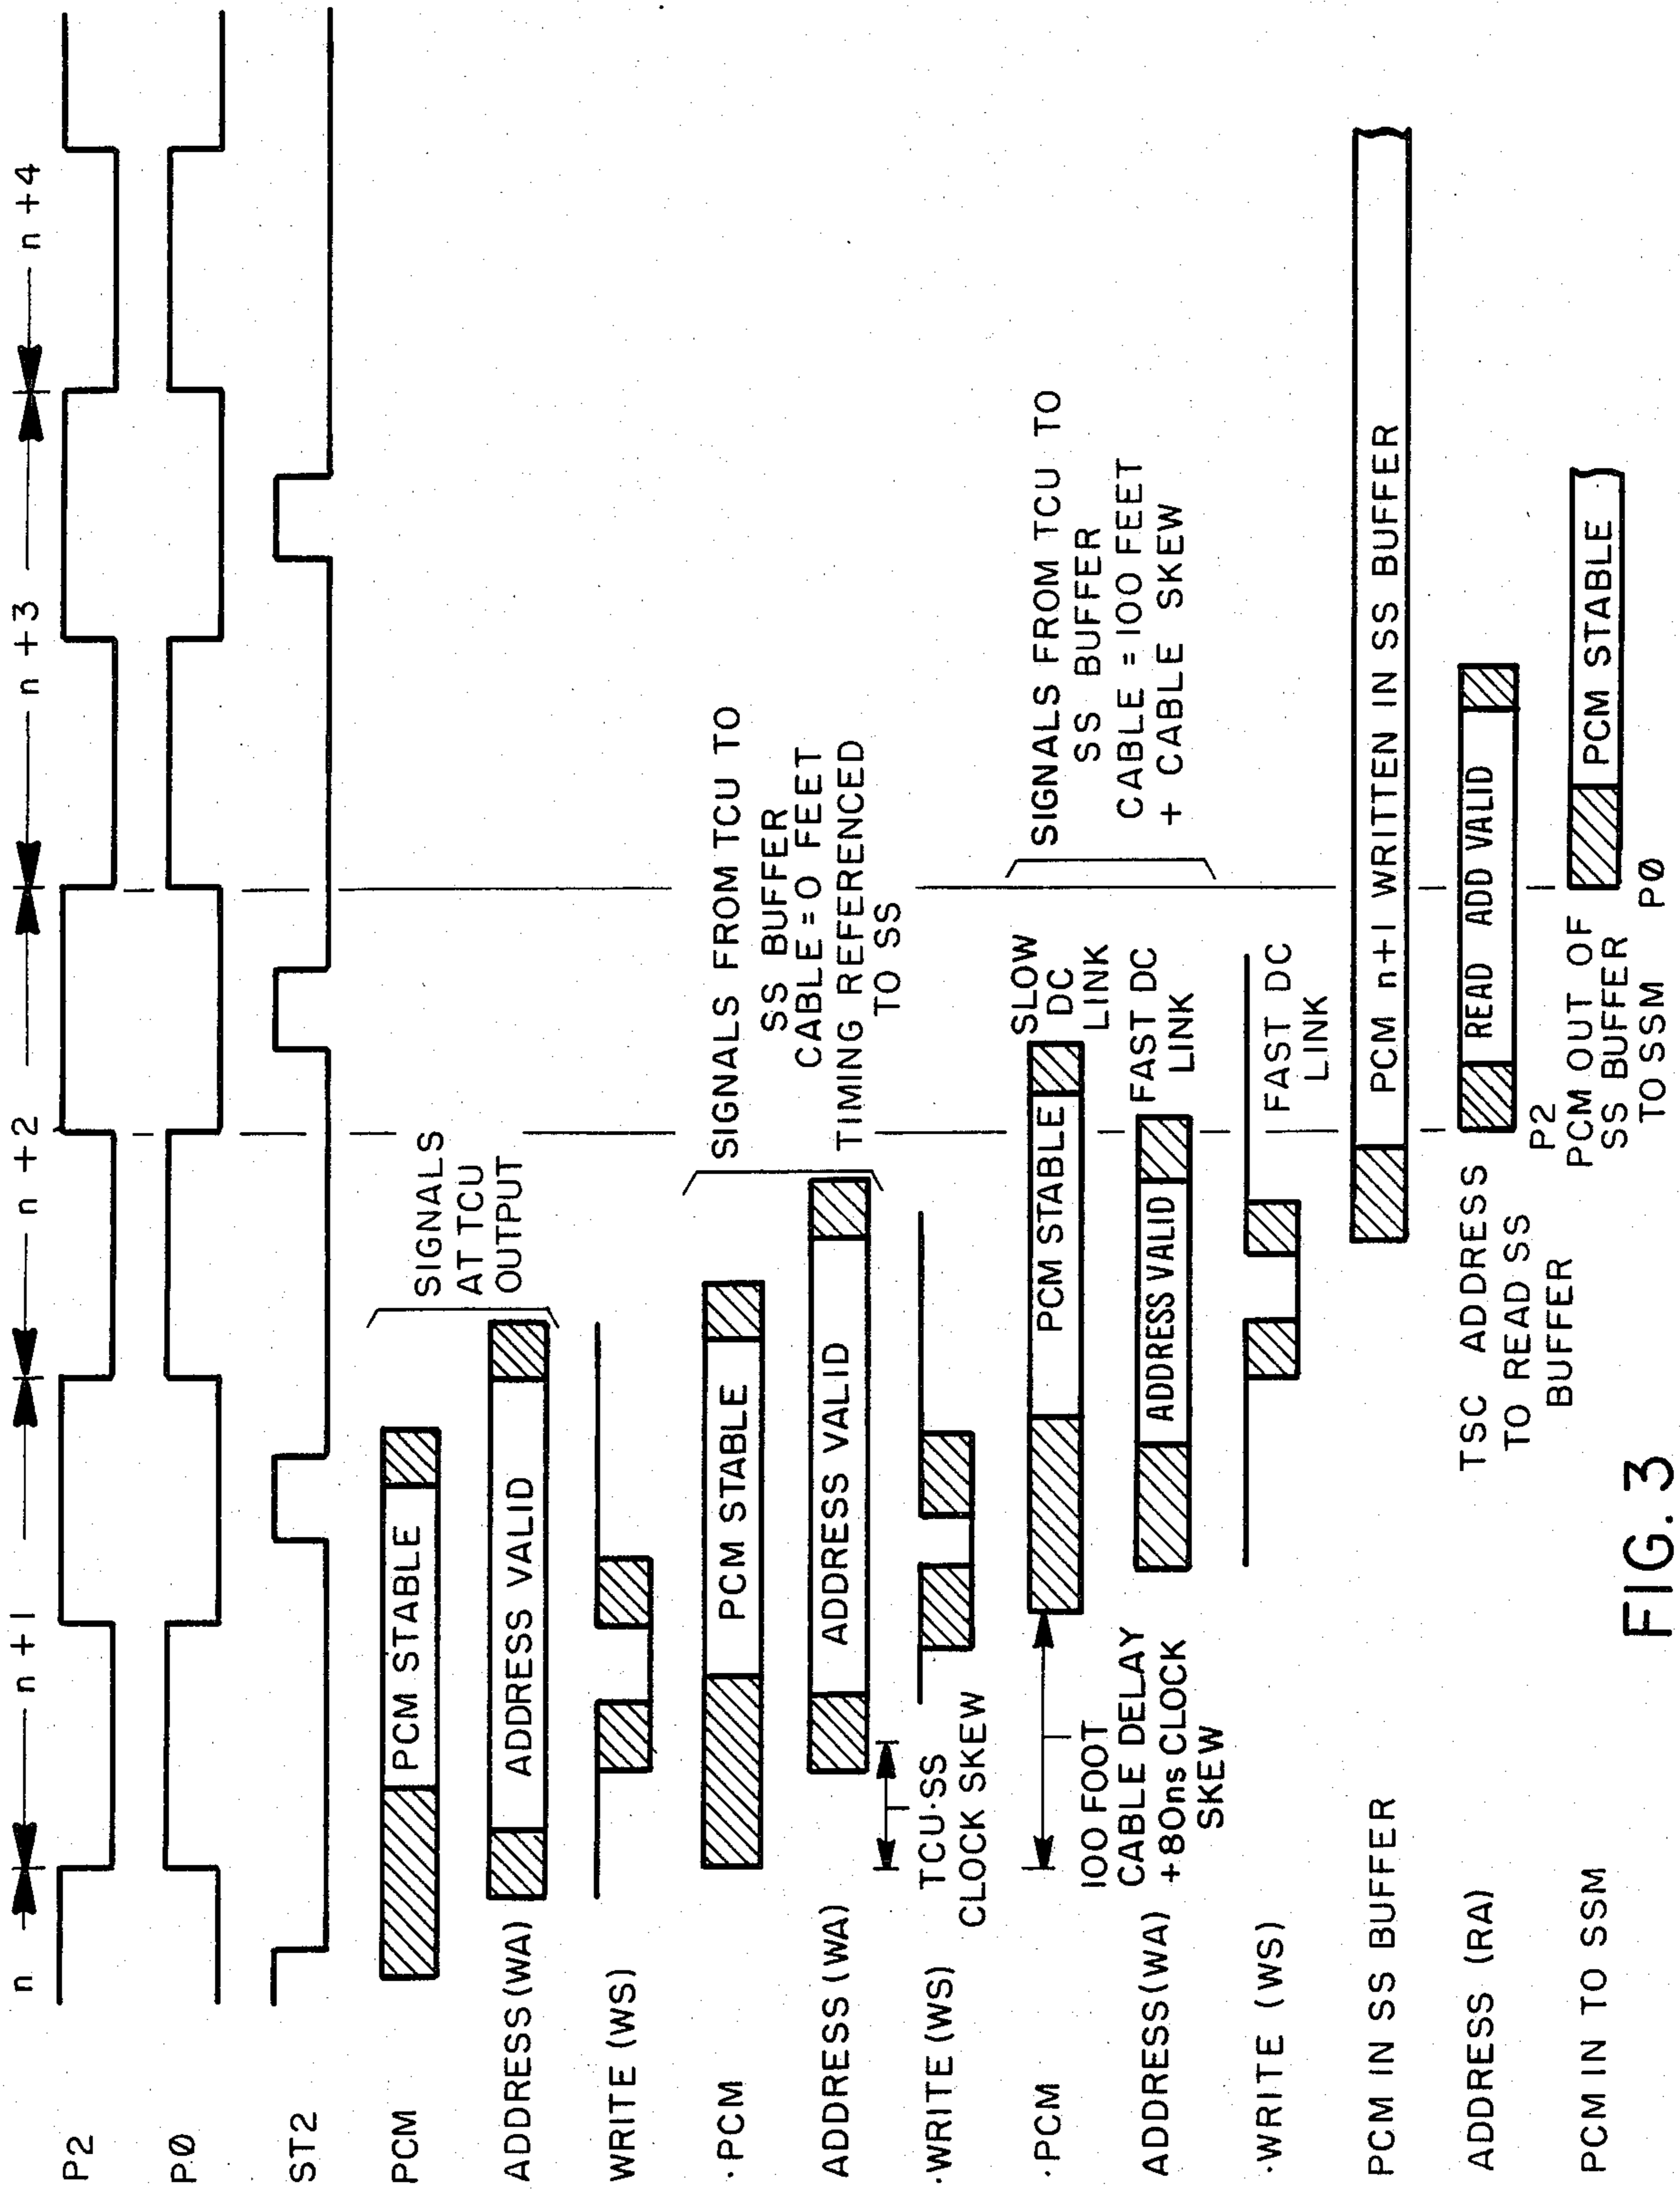 n
n+1
n+2
n+3
n+4
P2
PØ
ST2
PCM
PCM STABLE
SIGNALS
AT TCU
OUTPUT
ADDRESS (WA)
ADDRESS VALID
WRITE (WS)
PCM
PCM STABLE
SIGNALS FROM TCU TO
SS BUFFER
CABLE = 0 FEET
TIMING REFERENCED
TO SS
ADDRESS (WA)
ADDRESS VALID
WRITE (WS)
TCU·SS
CLOCK SKEW
PCM
PCM STABLE
SLOW
DC
LINK
SIGNALS FROM TCU TO
SS BUFFER
CABLE = 100 FEET
+ CABLE SKEW
100 FOOT
CABLE DELAY
+80ns CLOCK
SKEW
ADDRESS (WA)
ADDRESS VALID
FAST DC
LINK
WRITE (WS)
FAST DC
LINK
PCM IN SS BUFFER
PCM n+1 WRITTEN IN SS BUFFER
ADDRESS (RA)
TSC ADDRESS
TO READ SS
BUFFER
READ ADD VALID
P2
PCM IN TO SSM
PCM OUT OF
SS BUFFER
TO SSM
PCM STABLE
PØ
FIG. 3